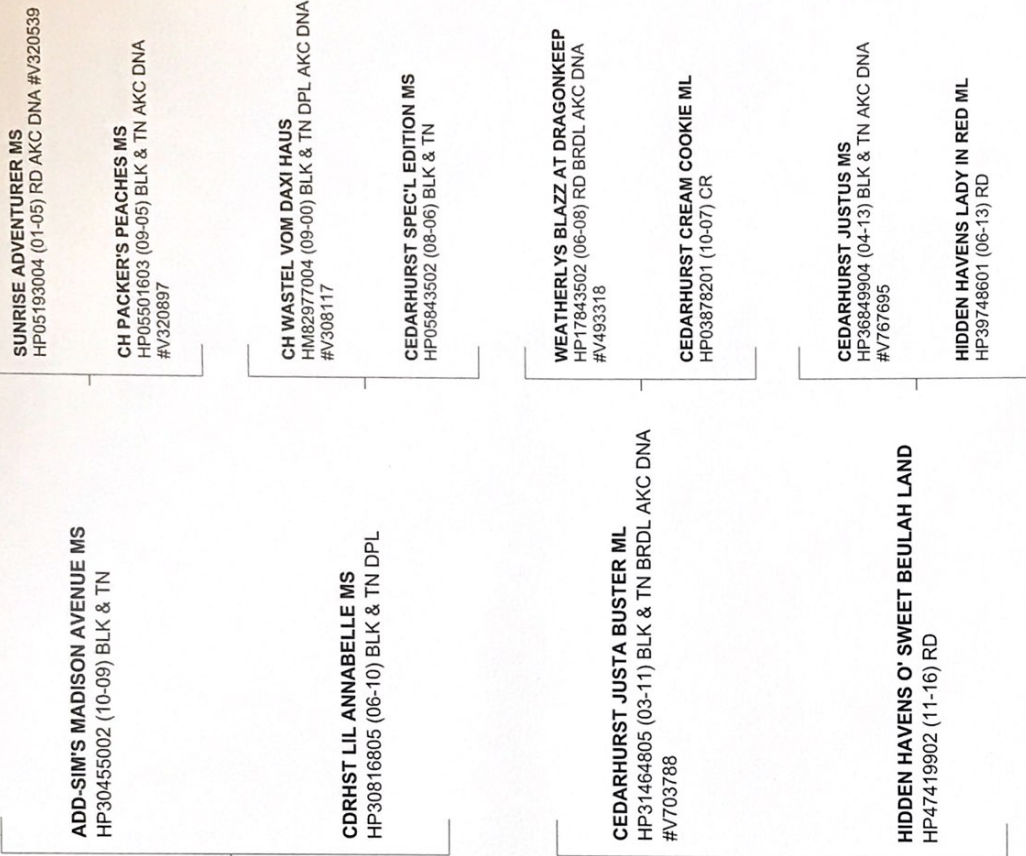 ADD-SIM'S MADISON AVENUE MS
HP30455002 (10-09) BLK & TN
CDRHST LIL ANNABELLE MS
HP30816805 (06-10) BLK & TN DPL
CEDARHURST JUSTA BUSTER ML
HP31464805 (03-11) BLK & TN BRDL AKC DNA
#V703788
HIDDEN HAVENS O' SWEET BEULAH LAND
HP47419902 (11-16) RD
SUNRISE ADVENTURER MS
HP05193004 (01-05) RD AKC DNA #V320539
CH PACKER'S PEACHES MS
HP05501603 (09-05) BLK & TN AKC DNA
#V320897
CH WASTEL VOM DAXI HAUS
HM82977004 (09-00) BLK & TN DPL AKC DNA
#V308117
CEDARHURST SPEC'L EDITION MS
HP05843502 (08-06) BLK & TN
WEATHERLYS BLAZZ AT DRAGONKEEP
HP17843502 (06-08) RD BRDL AKC DNA
#V493318
CEDARHURST CREAM COOKIE ML
HP03878201 (10-07) CR
CEDARHURST JUSTUS MS
HP36849904 (04-13) BLK & TN AKC DNA
#V767695
HIDDEN HAVENS LADY IN RED ML
HP39748601 (06-13) RD